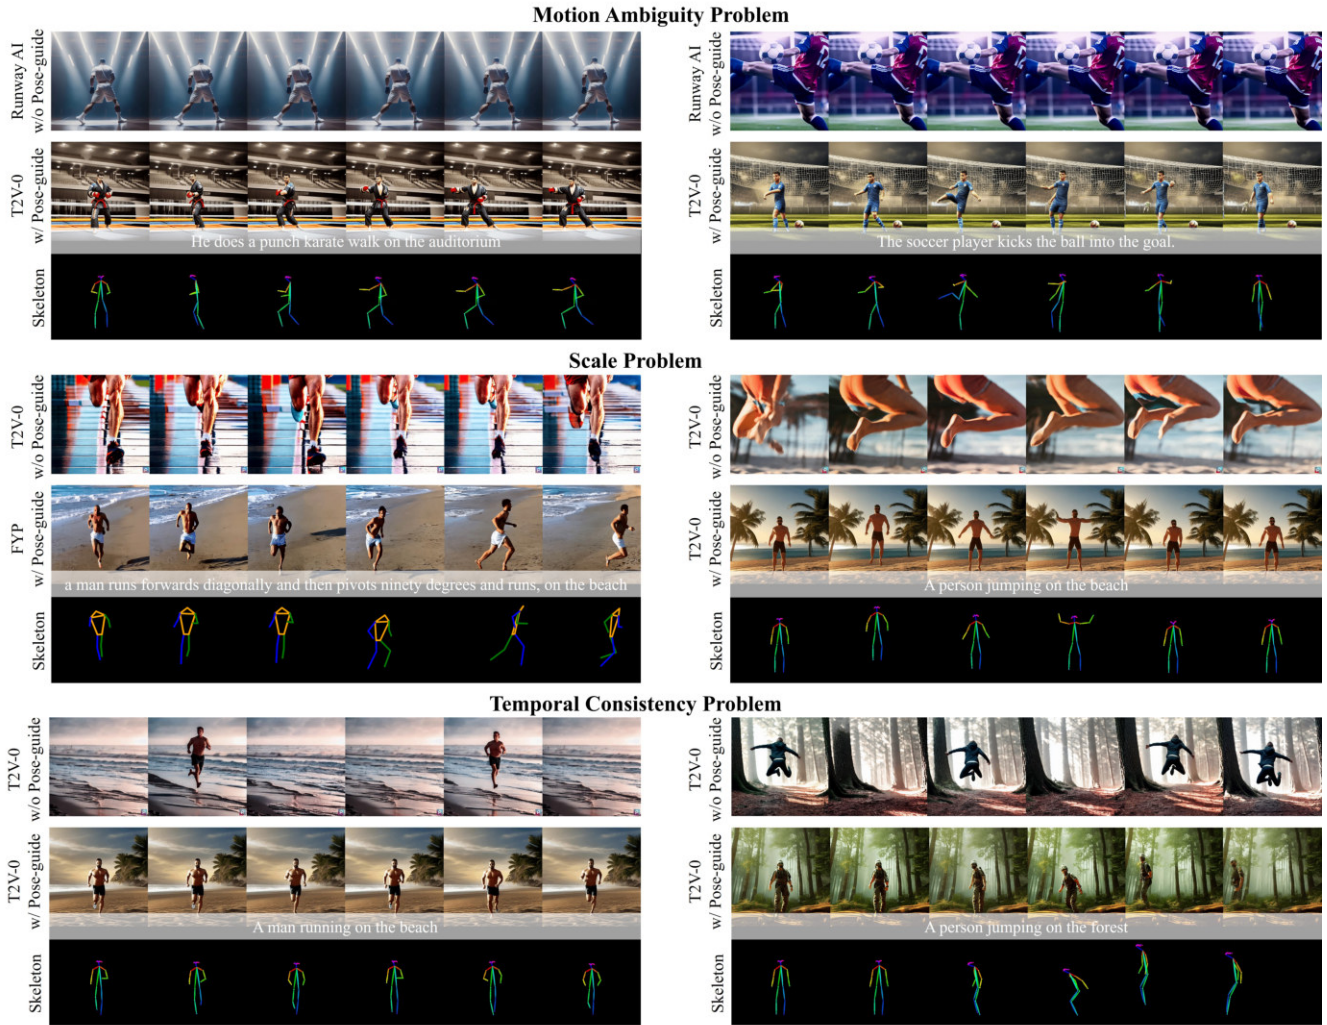 Motion Ambiguity Problem
Runway AI
w/o Pose-guide
T2V-0
w/ Pose-guide
He does a punch karate walk on the auditorium
Skeleton
Runway AI
w/o Pose-guide
T2V-0
w/ Pose-guide
The soccer player kicks the ball into the goal.
Skeleton
Scale Problem
T2V-0
w/o Pose-guide
FYP
w/ Pose-guide
a man runs forwards diagonally and then pivots ninety degrees and runs, on the beach
Skeleton
T2V-0
w/o Pose-guide
T2V-0
w/ Pose-guide
A person jumping on the beach
Skeleton
Temporal Consistency Problem
T2V-0
w/o Pose-guide
T2V-0
w/ Pose-guide
A man running on the beach
Skeleton
T2V-0
w/o Pose-guide
T2V-0
w/ Pose-guide
A person jumping on the forest
Skeleton